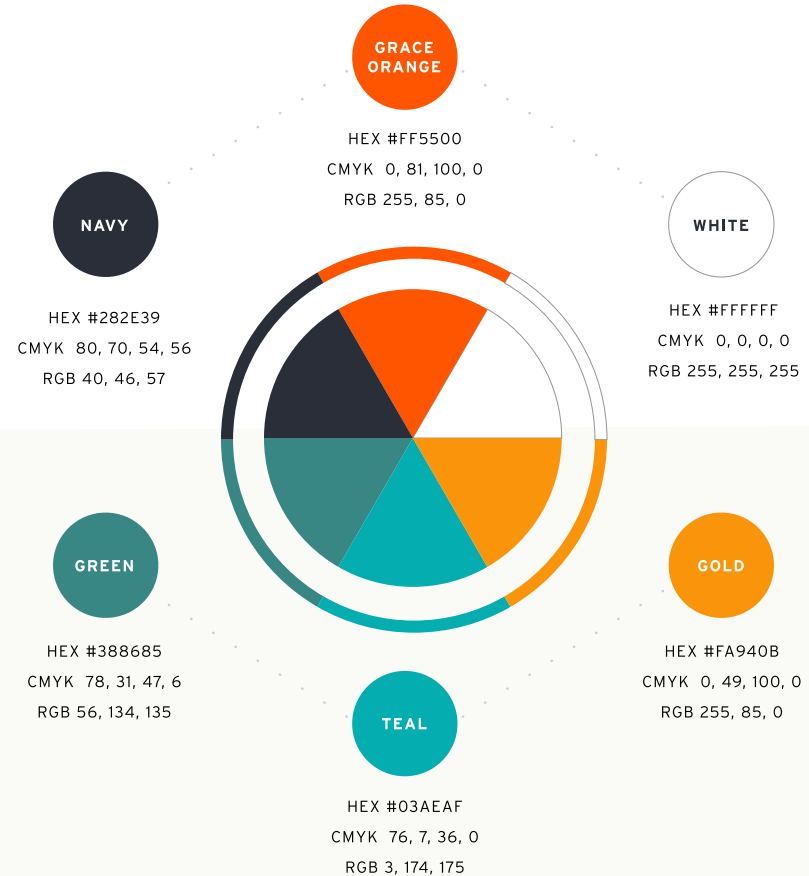 GRACE
ORANGE
HEX #FF5500
CMYK 0, 81, 100, 0
RGB 255, 85, 0
NAVY
HEX #282E39
CMYK 80, 70, 54, 56
RGB 40, 46, 57
WHITE
HEX #FFFFFF
CMYK 0, 0, 0, 0
RGB 255, 255, 255
GREEN
HEX #388685
CMYK 78, 31, 47, 6
RGB 56, 134, 135
GOLD
HEX #FA940B
CMYK 0, 49, 100, 0
RGB 255, 85, 0
TEAL
HEX #03AEAF
CMYK 76, 7, 36, 0
RGB 3, 174, 175